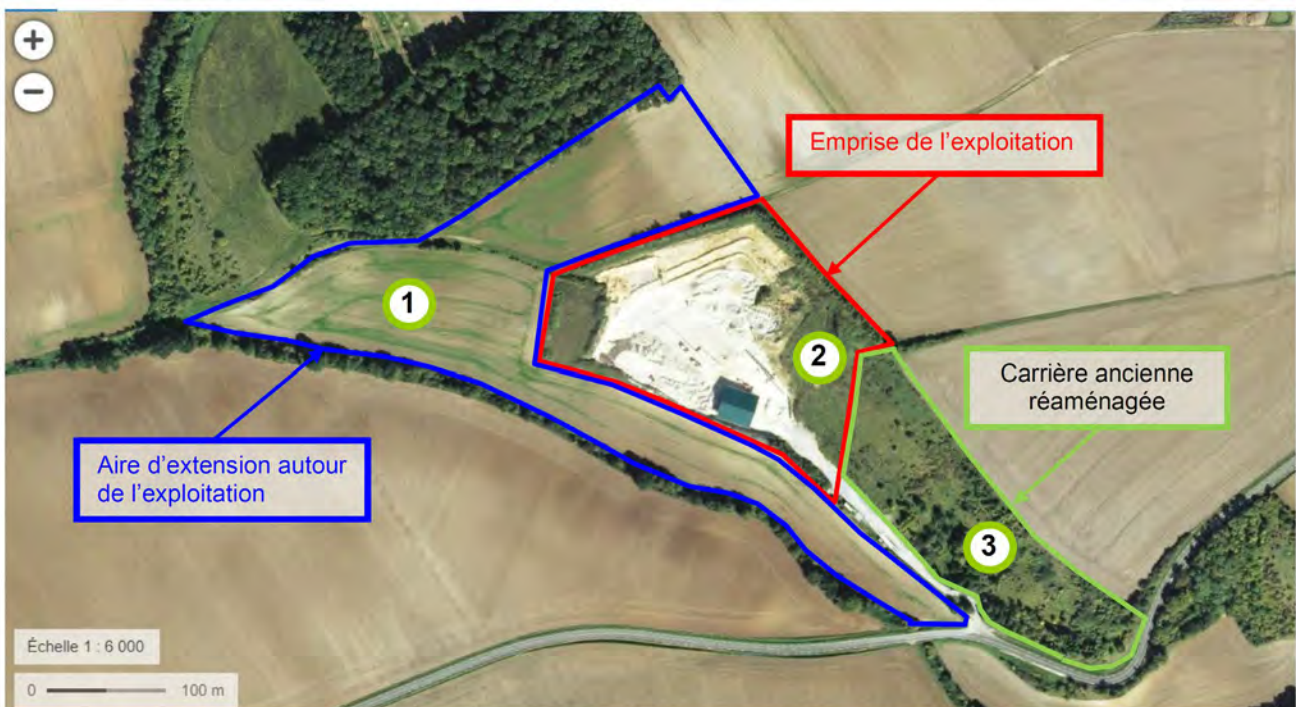 +
−
Emprise de l’exploitation
1
2
Carrière ancienne
réaménagée
Aire d’extension autour
de l’exploitation
3
Échelle 1 : 6 000
0 100 m